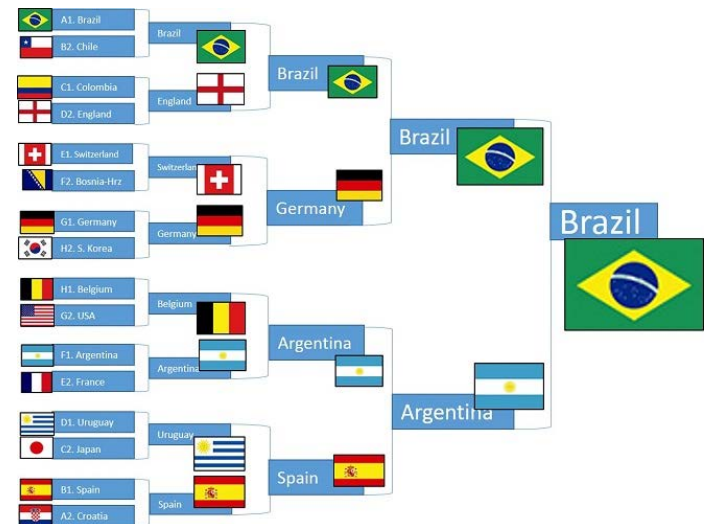 A1. Brazil
B2. Chile
C1. Colombia
D2. England
E1. Switzerland
F2. Bosnia-Hrz
G1. Germany
H2. S. Korea
H1. Belgium
G2. USA
F1. Argentina
E2. France
D1. Uruguay
C2. Japan
B1. Spain
A2. Croatia
Brazil
England
Switzerlan
Germany
Belgium
Argentina
Uruguay
Spain
Brazil
Germany
Argentina
Spain
Brazil
Argentina
Brazil